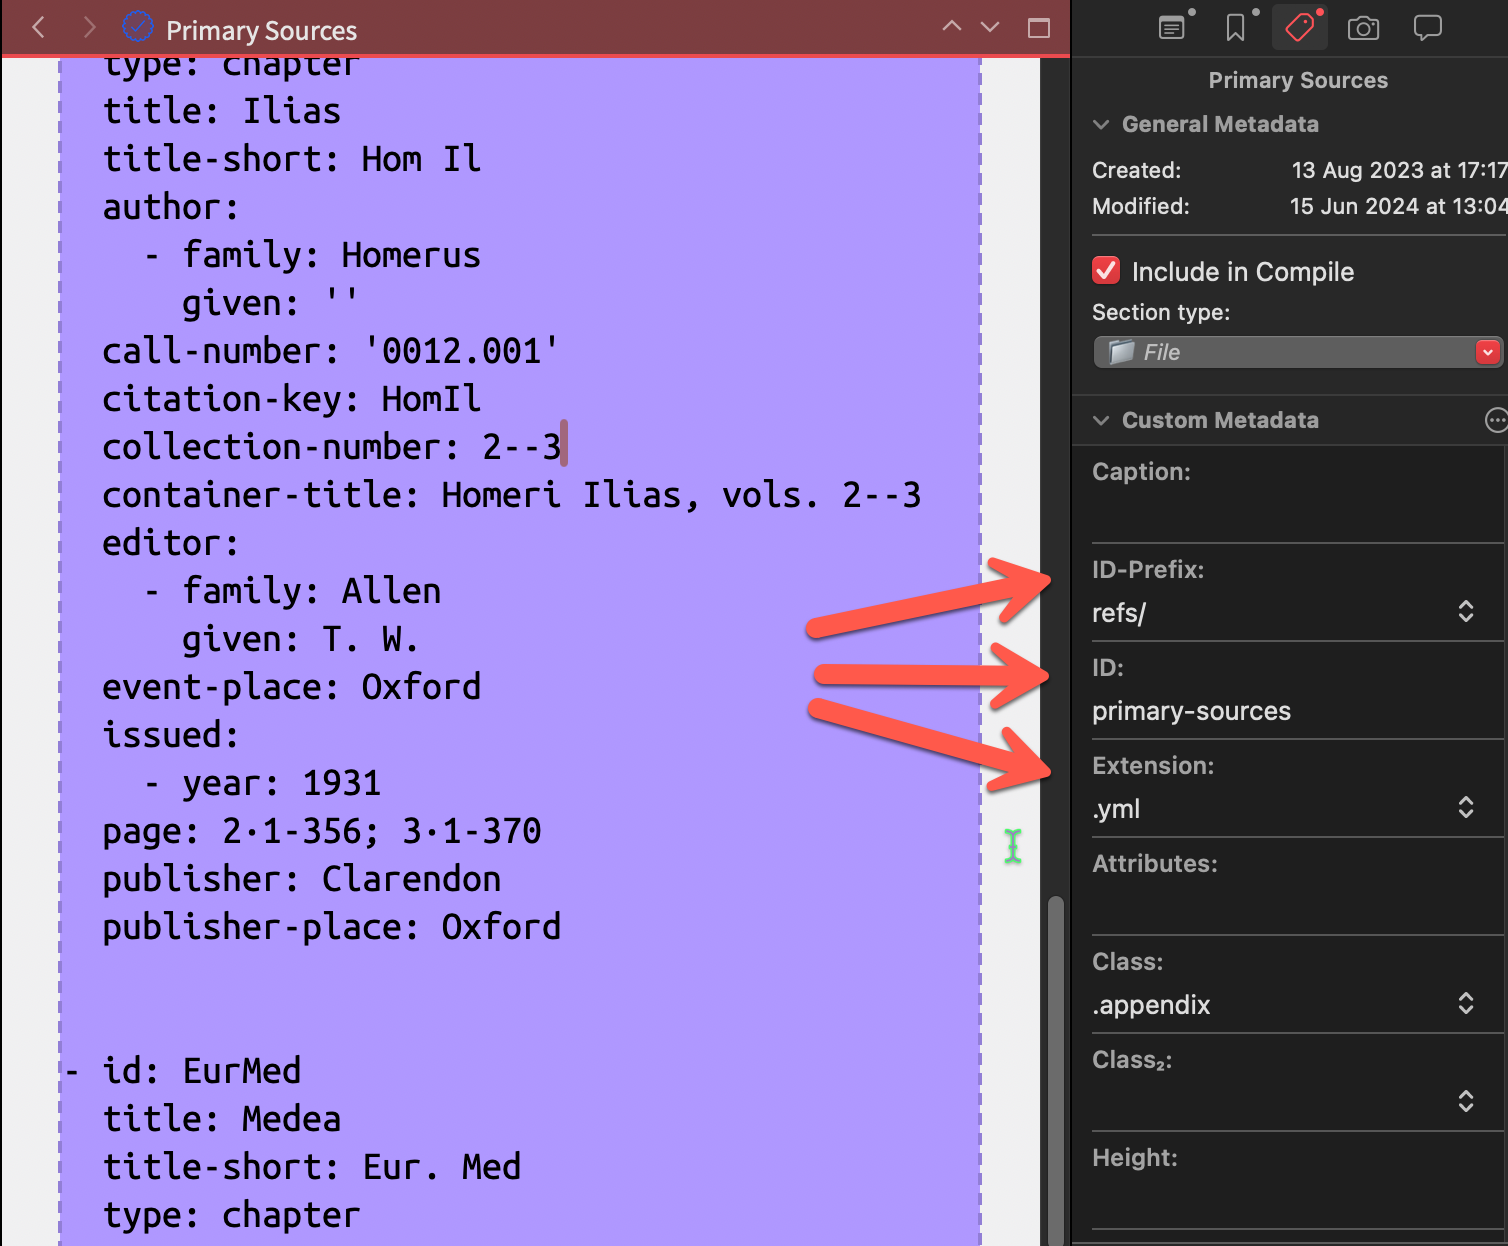 Primary Sources
type: chapter
title: Ilias
title-short: Hom Il
author:
- family: Homerus
given: ''
call-number: '0012.001'
citation-key: HomIl
collection-number: 2--3
container-title: Homeri Ilias, vols. 2--3
editor:
- family: Allen
given: T. W.
event-place: Oxford
issued:
- year: 1931
page: 2·1-356; 3·1-370
publisher: Clarendon
publisher-place: Oxford
- id: EurMed
title: Medea
title-short: Eur. Med
type: chapter
Primary Sources
General Metadata
Created: 13 Aug 2023 at 17:17
Modified: 15 Jun 2024 at 13:04
Include in Compile
Section type:
File
Custom Metadata
Caption:
ID-Prefix:
refs/
ID:
primary-sources
Extension:
.yml
Attributes:
Class:
.appendix
Class₂:
Height: